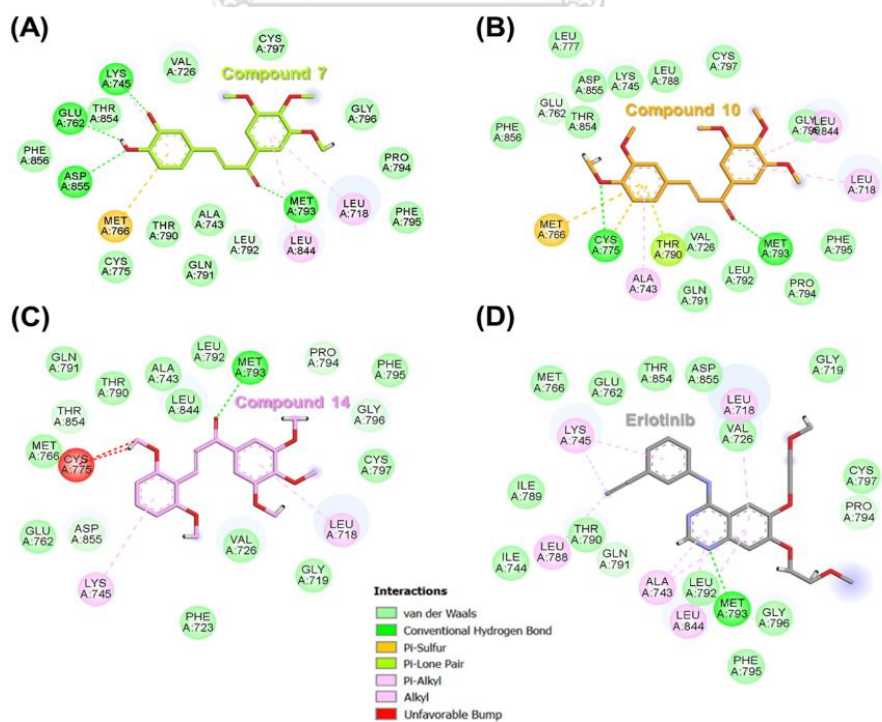 (A)
CYS
A:797
LYS
A:745
VAL
A:726
Compound 7
GLU
A:762
THR
A:854
GLY
A:796
PHE
A:856
ASP
A:855
PRO
A:794
MET
A:793
LEU
A:718
PHE
A:795
MET
A:766
THR
A:790
ALA
A:743
LEU
A:792
LEU
A:844
CYS
A:775
GLN
A:791
(B)
LEU
A:777
ASP
A:855
LYS
A:745
LEU
A:788
CYS
A:797
GLU
A:762
THR
A:854
Compound 10
GLY
A:796
LEU
A:844
PHE
A:856
LEU
A:718
MET
A:766
CYS
A:775
THR
A:790
VAL
A:726
MET
A:793
PHE
A:795
ALA
A:743
GLN
A:791
LEU
A:792
PRO
A:794
(C)
GLN
A:791
THR
A:790
ALA
A:743
LEU
A:792
MET
A:793
PRO
A:794
PHE
A:795
LEU
A:844
Compound 14
THR
A:854
GLY
A:796
MET
A:766
CYS
A:775
CYS
A:797
GLU
A:762
ASP
A:855
VAL
A:726
LEU
A:718
LYS
A:745
GLY
A:719
PHE
A:723
(D)
MET
A:766
GLU
A:762
THR
A:854
ASP
A:855
GLY
A:719
LEU
A:718
LYS
A:745
Erlotinib
VAL
A:726
ILE
A:789
CYS
A:797
PRO
A:794
THR
A:790
ILE
A:744
LEU
A:788
GLN
A:791
ALA
A:743
LEU
A:792
MET
A:793
LEU
A:844
GLY
A:796
PHE
A:795
Interactions
van der Waals
Conventional Hydrogen Bond
Pi-Sulfur
Pi-Lone Pair
Pi-Alkyl
Alkyl
Unfavorable Bump